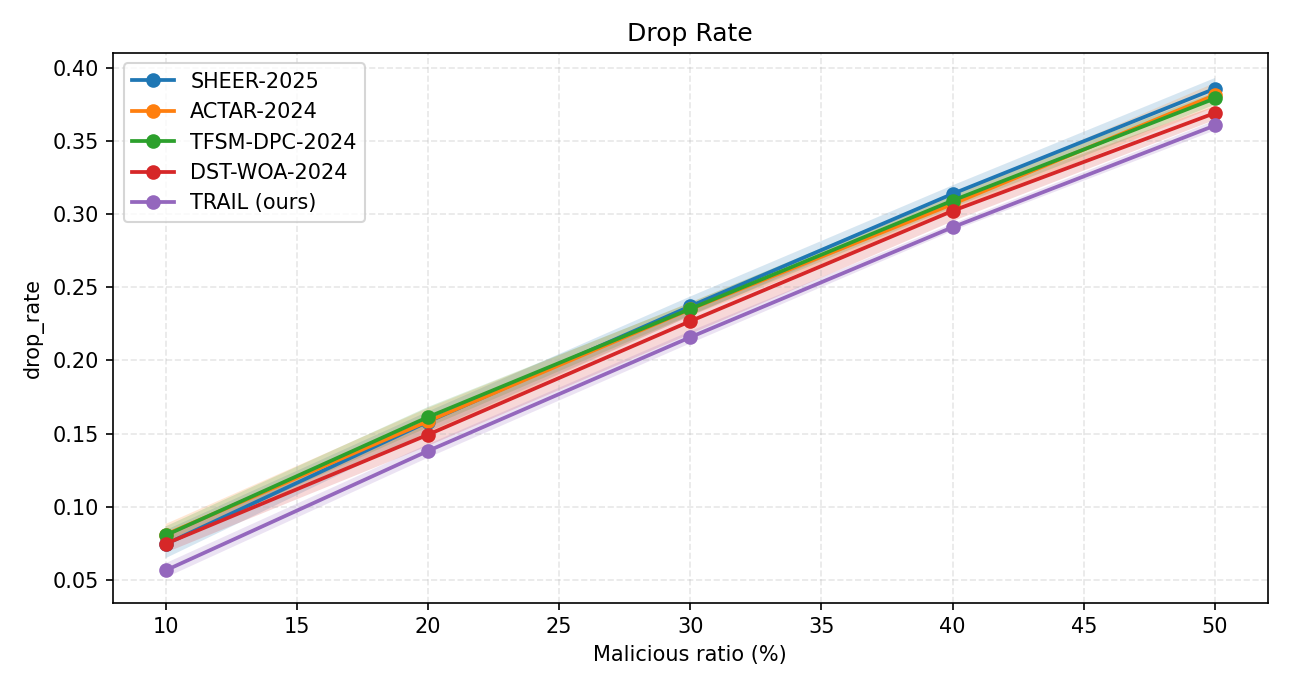 Drop Rate
SHEER-2025
ACTAR-2024
TFSM-DPC-2024
DST-WOA-2024
TRAIL (ours)
drop_rate
0.40
0.35
0.30
0.25
0.20
0.15
0.10
0.05
10 15 20 25 30 35 40 45 50
Malicious ratio (%)